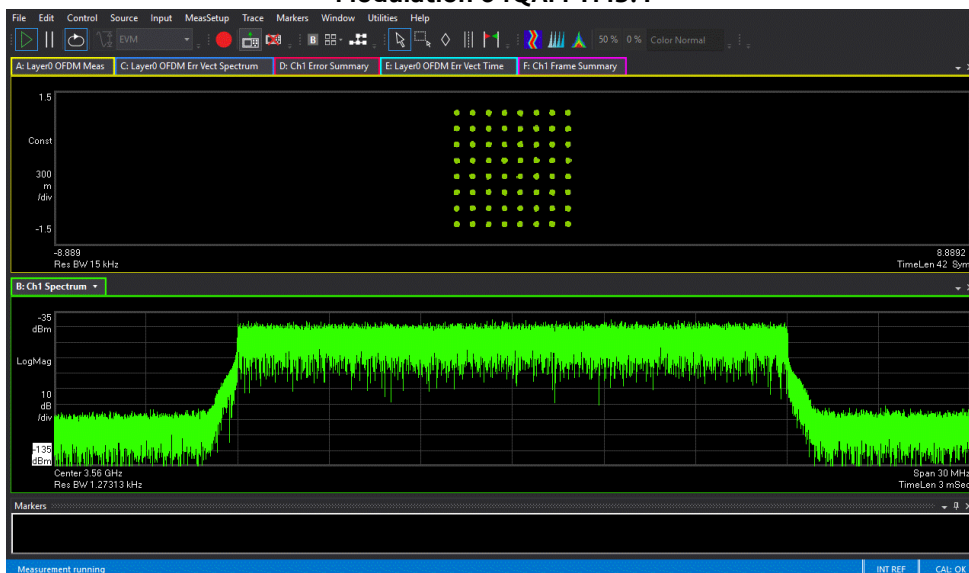 File Edit Control Source Input MeasSetup Trace Markers Window Utilities Help
EVM B 50 % 0 % Color Normal
A: Layer0 OFDM Meas C: Layer0 OFDM Err Vect Spectrum D: Ch1 Error Summary E: Layer0 OFDM Err Vect Time F: Ch1 Frame Summary
1.5
Const
300
m
/div
-1.5
-8.889 8.8892
Res BW 15 kHz TimeLen 42 Sym
B: Ch1 Spectrum
-35
dBm
LogMag
10
dB
/div
-135
dBm
Center 3.56 GHz Span 30 MHz
Res BW 1.27313 kHz TimeLen 3 mSec
Markers
Measurement running INT REF CAL: OK